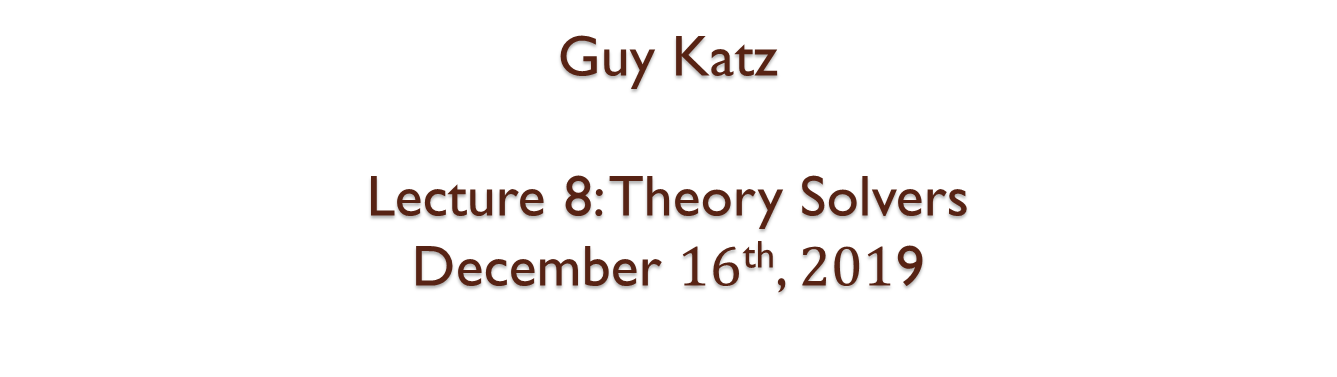 Guy Katz
Lecture 8: Theory Solvers
December 16th, 2019